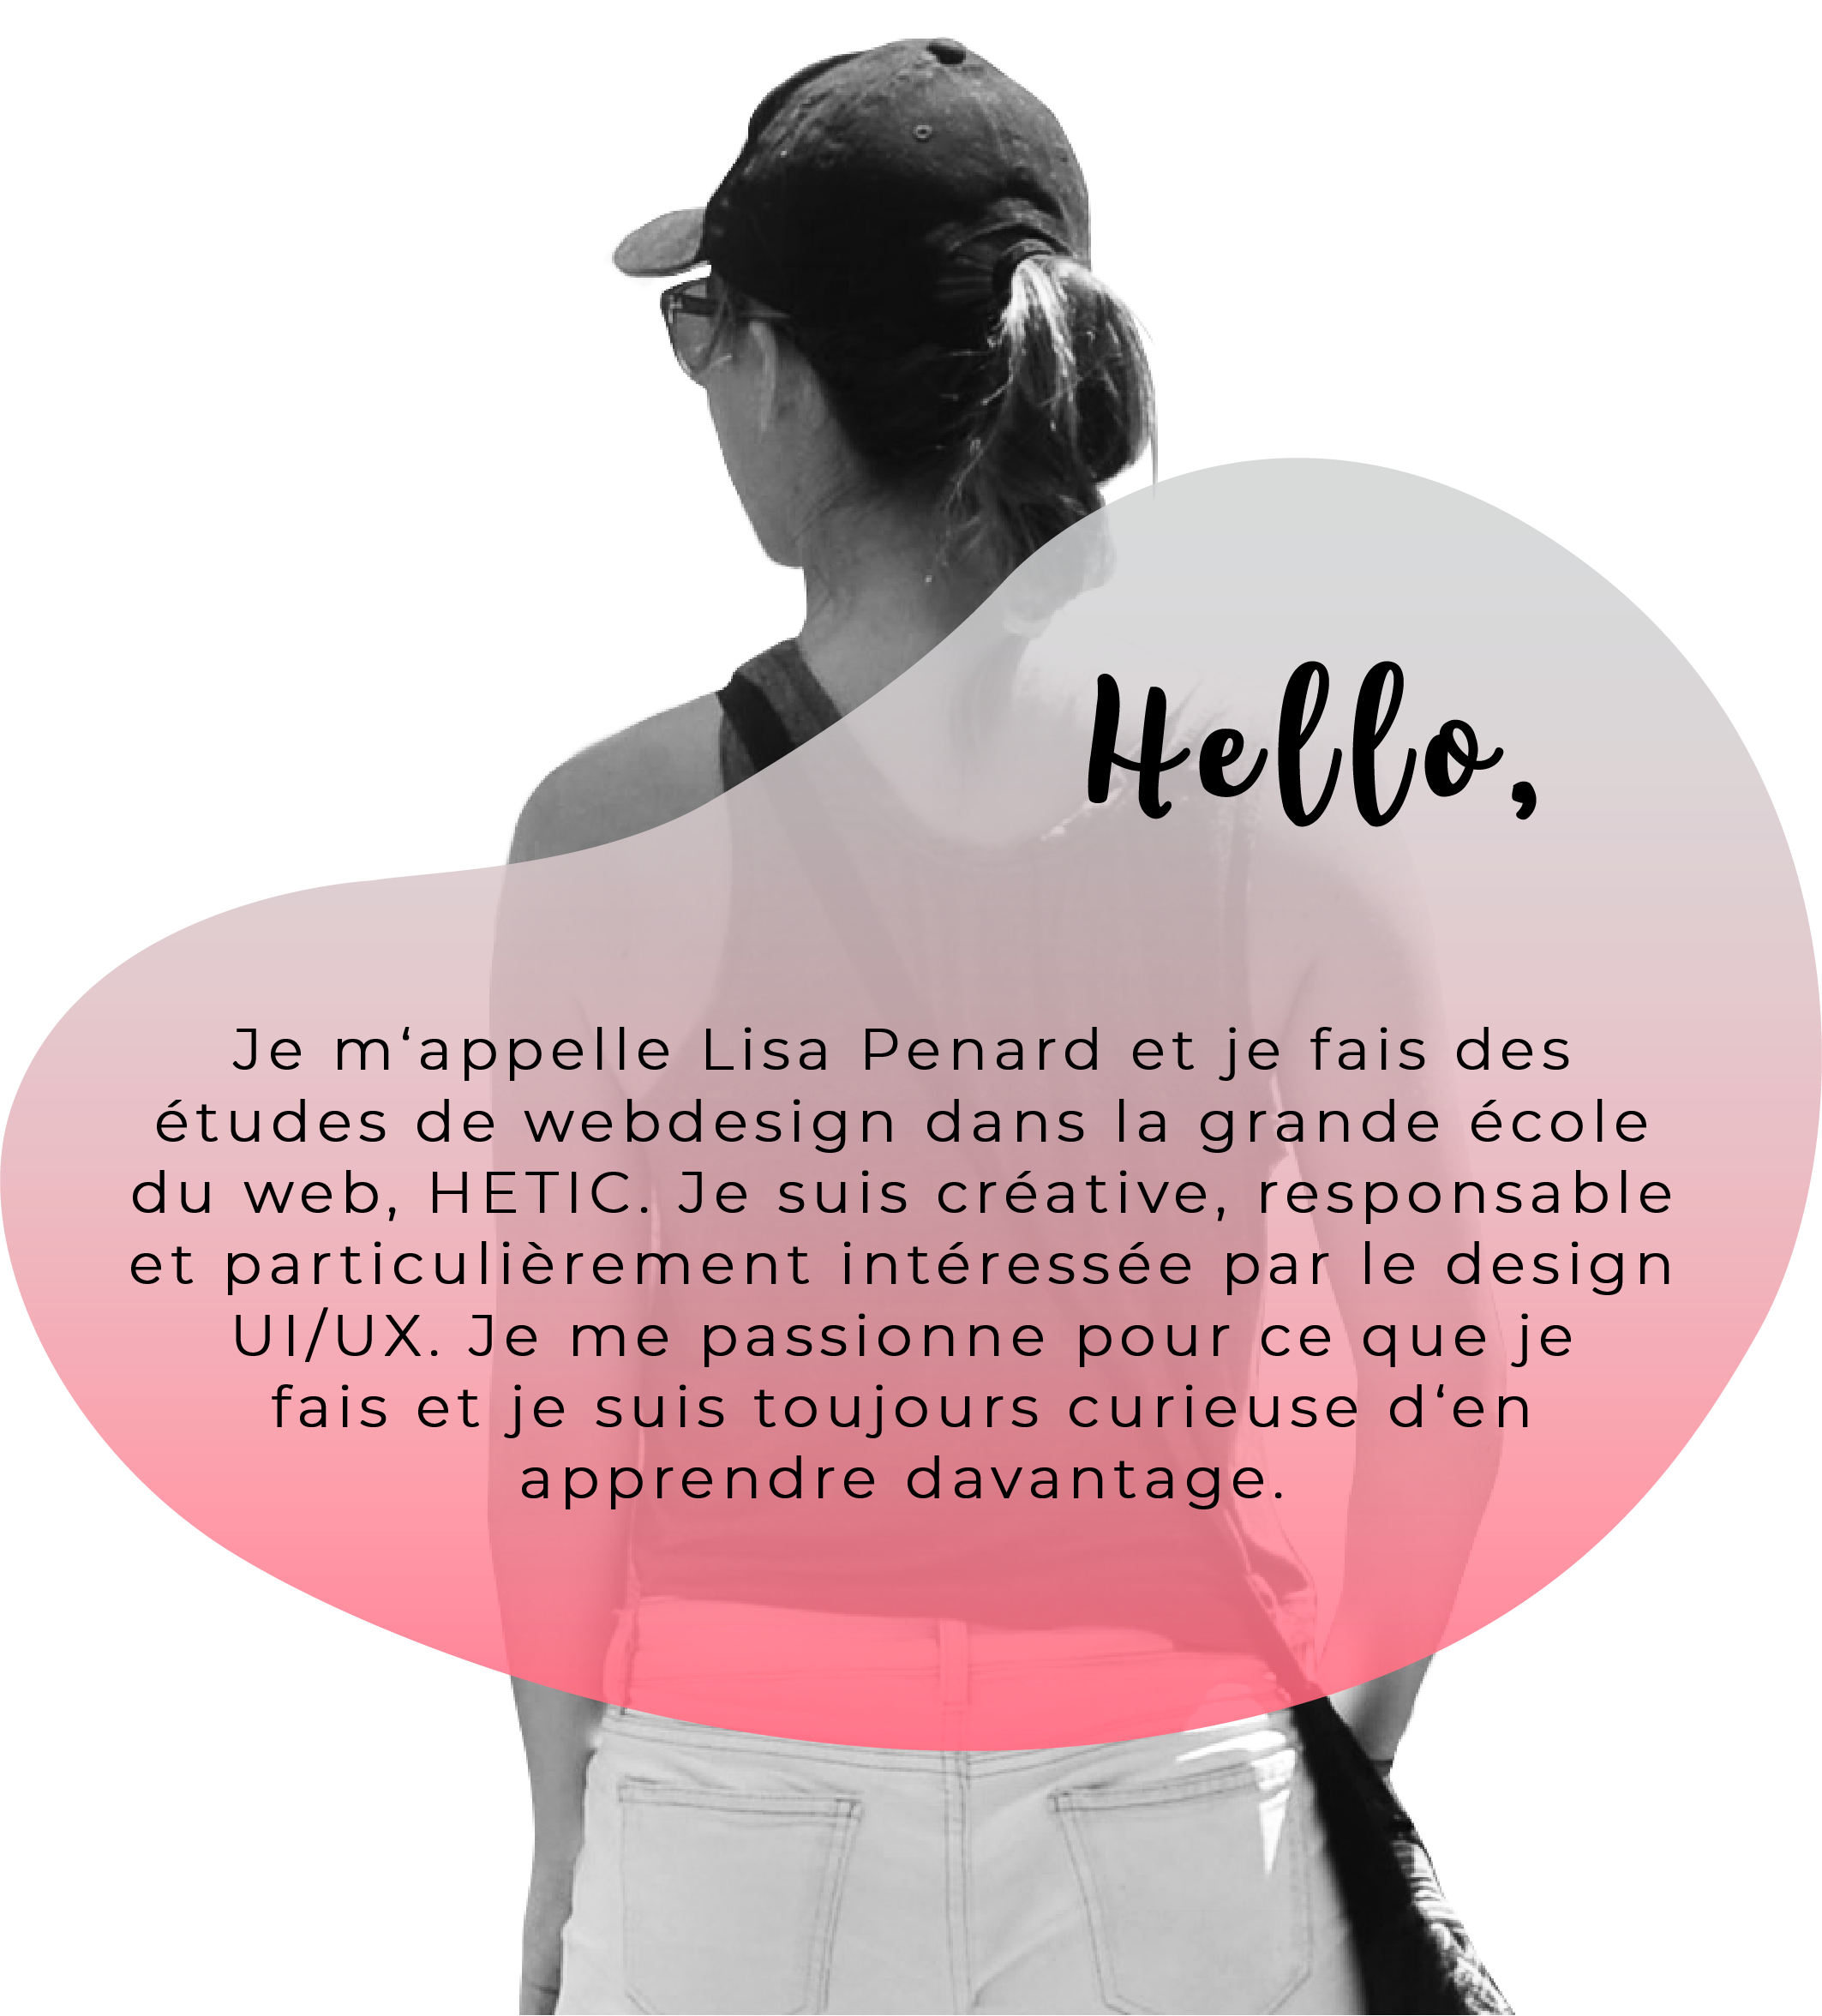 Hello,
Je m‘appelle Lisa Penard et je fais des
études de webdesign dans la grande école
du web, HETIC. Je suis créative, responsable
et particulièrement intéressée par le design
UI/UX. Je me passionne pour ce que je
fais et je suis toujours curieuse d‘en
apprendre davantage.